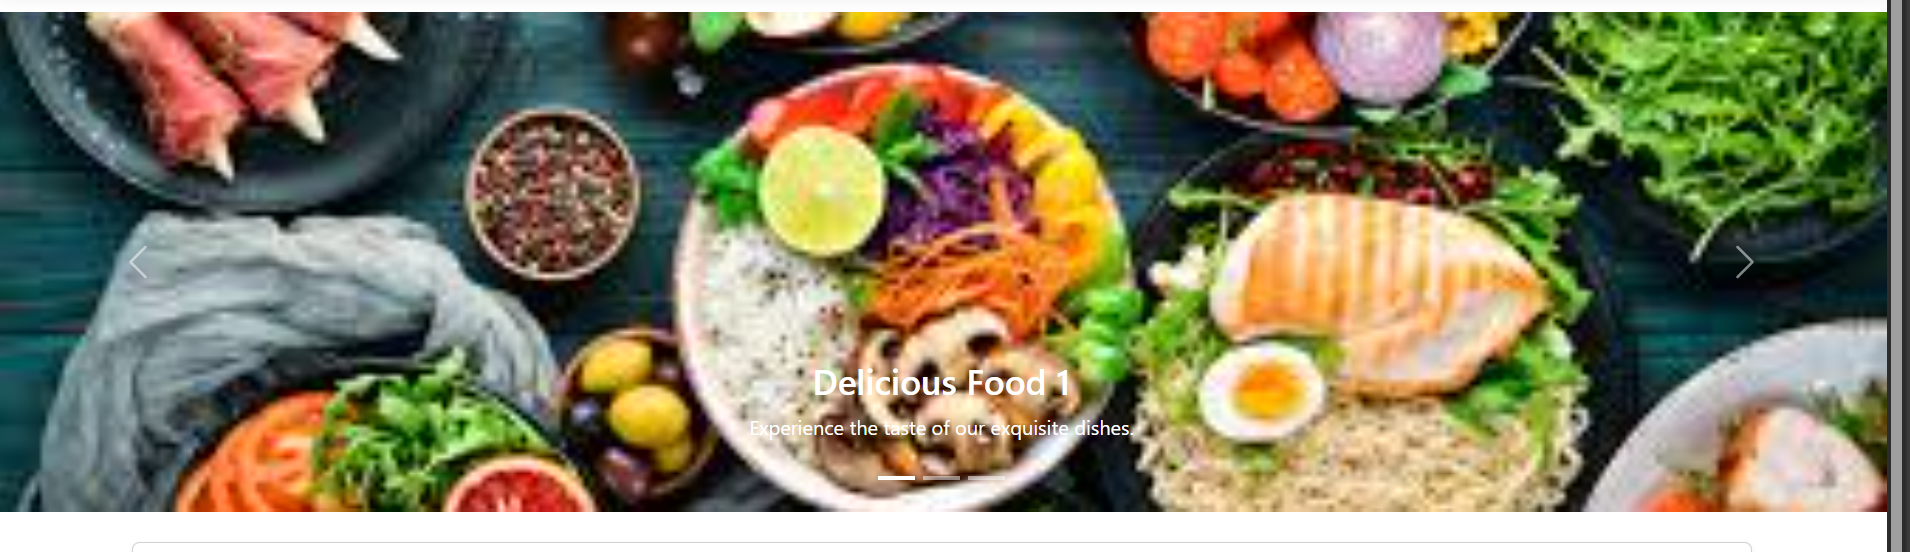 Delicious Food 1
Experience the taste of our exquisite dishes.